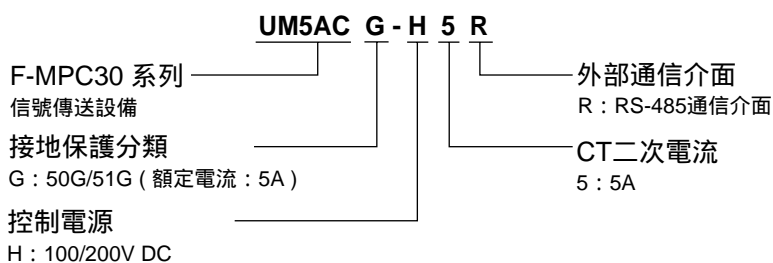 UM5AC G - H 5 R
F-MPC30 系列
信號傳送設備
接地保護分類
G：50G/51G ( 額定電流：5A )
控制電源
H：100/200V DC
外部通信介面
R：RS-485通信介面
CT二次電流
5：5A